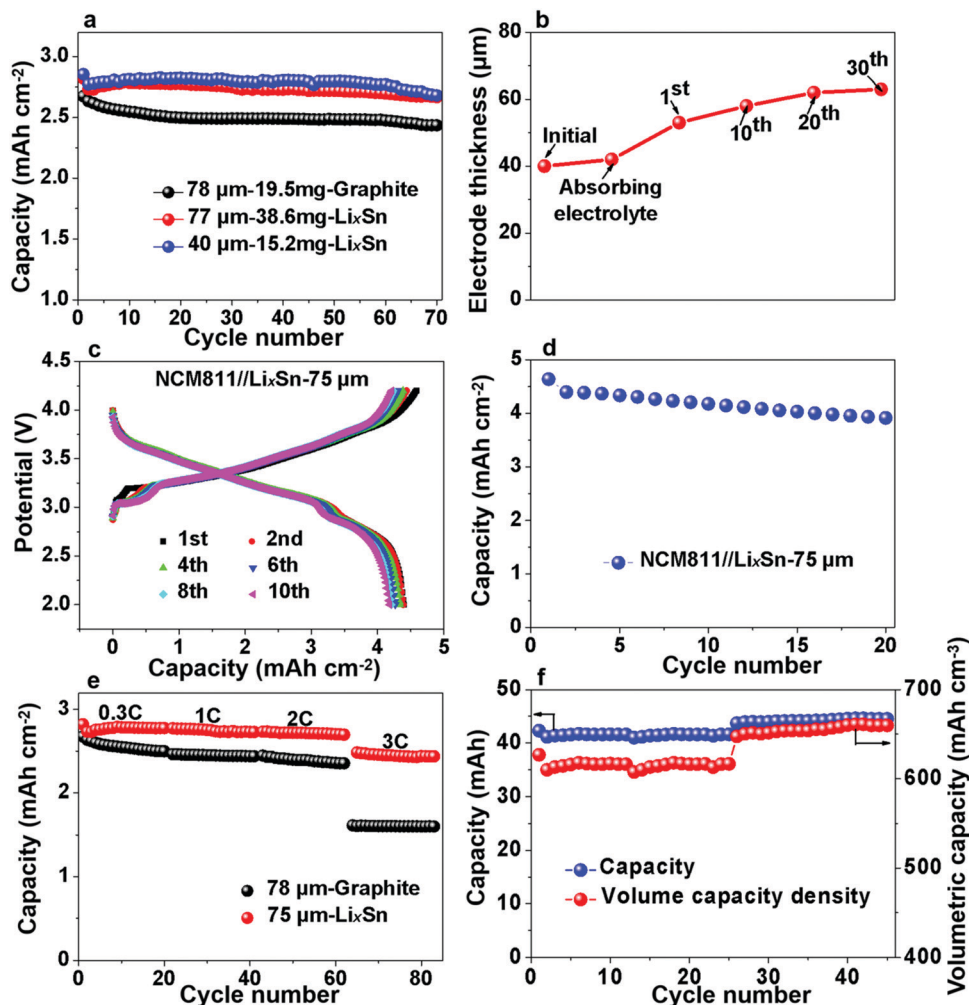 a
Capacity (mAh cm-2)
3.0
2.5
2.0
1.5
1.0
78 μm-19.5mg-Graphite
77 μm-38.6mg-LixSn
40 μm-15.2mg-LixSn
0 10 20 30 40 50 60 70
Cycle number
b
Electrode thickness (μm)
80
60
40
20
0
Initial
Absorbing
electrolyte
1st
10th
20th
30th
c
NCM811//LixSn-75 μm
Potential (V)
4.5
4.0
3.5
3.0
2.5
2.0
1st 2nd
4th 6th
8th 10th
0 1 2 3 4 5
Capacity (mAh cm-2)
d
Capacity (mAh cm-2)
5
4
3
2
1
0
NCM811//LixSn-75 μm
0 5 10 15 20
Cycle number
e
Capacity (mAh cm-2)
3
2
1
0
0.3C 1C 2C 3C
78 μm-Graphite
75 μm-LixSn
0 20 40 60 80
Cycle number
f
Capacity (mAh)
50
45
40
35
30
25
20
15
10
5
0
Capacity
Volume capacity density
0 10 20 30 40
Cycle number
700
600
500
400
Volumetric capacity (mAh cm-3)